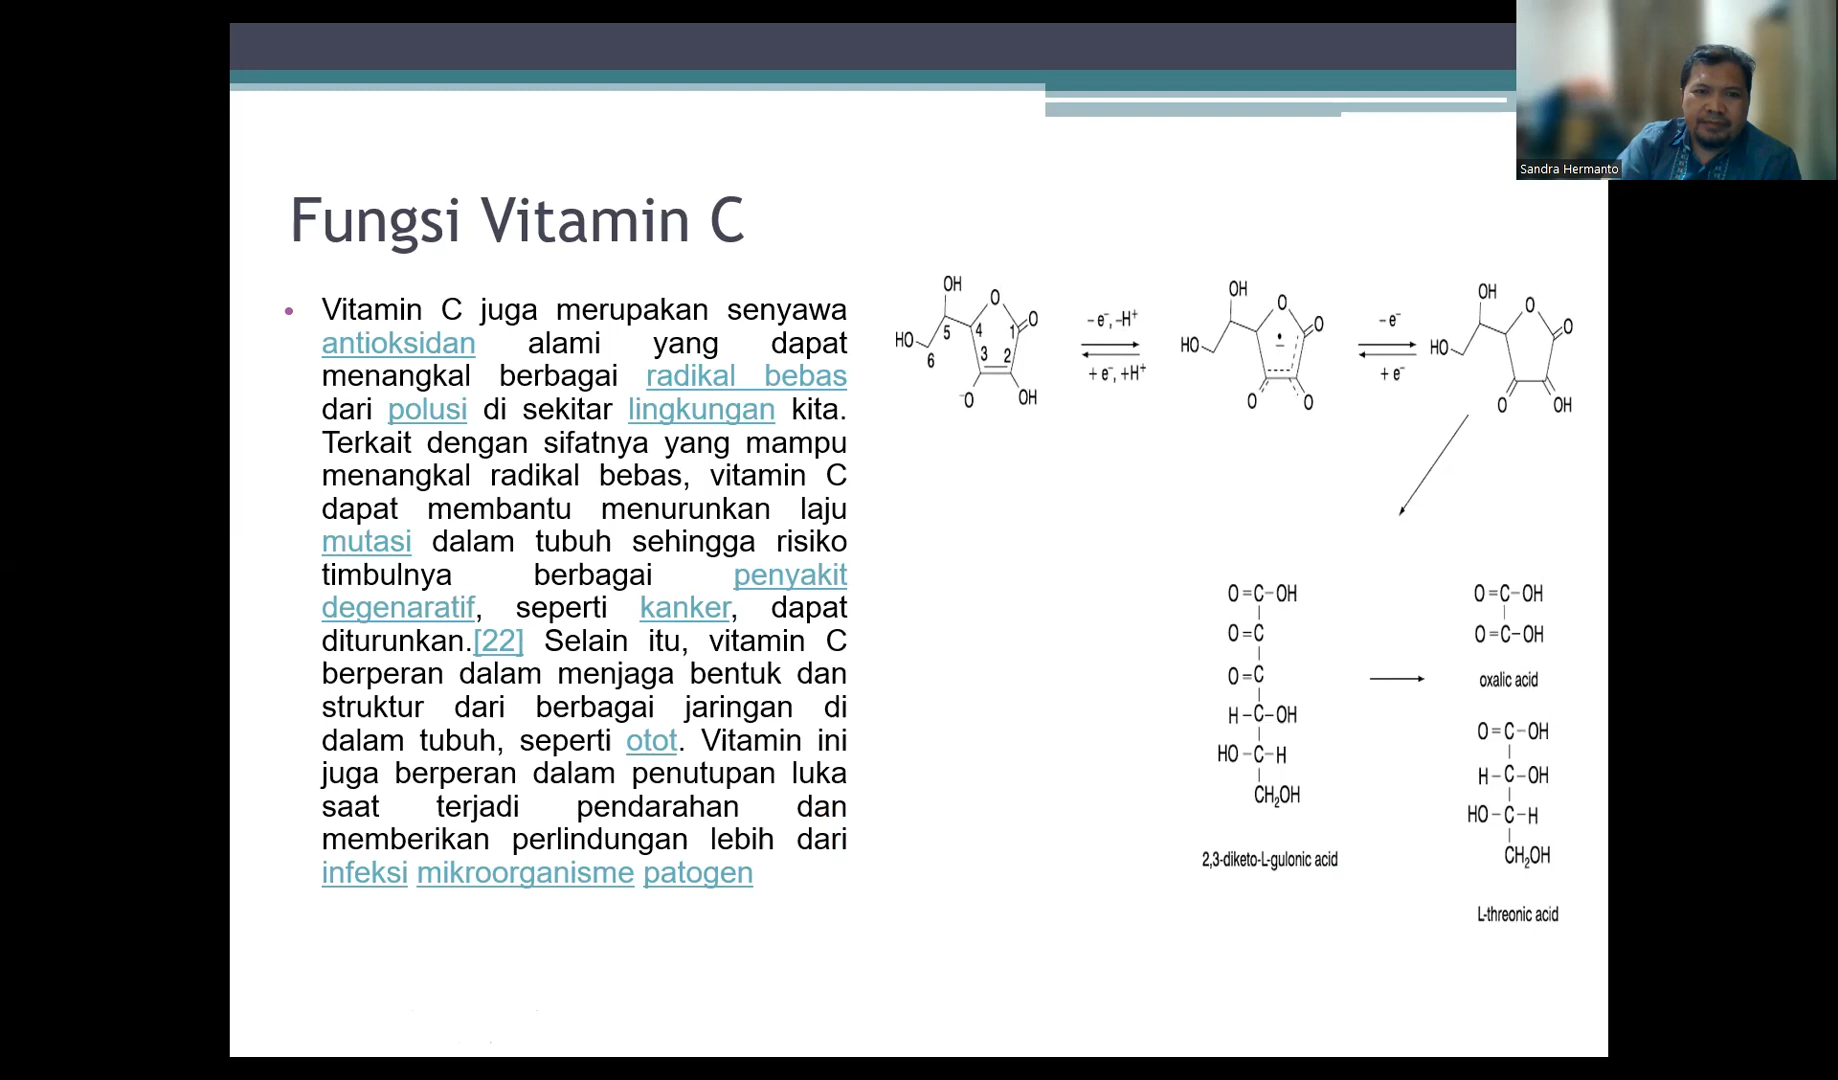 Sandra Hermanto
Fungsi Vitamin C
• Vitamin C juga merupakan senyawa
antioksidan alami yang dapat
menangkal berbagai radikal bebas
dari polusi di sekitar lingkungan kita.
Terkait dengan sifatnya yang mampu
menangkal radikal bebas, vitamin C
dapat membantu menurunkan laju
mutasi dalam tubuh sehingga risiko
timbulnya berbagai penyakit
degenaratif, seperti kanker, dapat
diturunkan.[22] Selain itu, vitamin C
berperan dalam menjaga bentuk dan
struktur dari berbagai jaringan di
dalam tubuh, seperti otot. Vitamin ini
juga berperan dalam penutupan luka
saat terjadi pendarahan dan
memberikan perlindungan lebih dari
infeksi mikroorganisme patogen
OH
O
O
HO
5
4
1
6
3
2
⁻O
OH
-e⁻, -H⁺
+e⁻, +H⁺
OH
O
O
HO
O
O
-e⁻
+e⁻
OH
O
O
HO
O
OH
O=C-OH
O=C
O=C
H-C-OH
HO-C-H
CH₂OH
2,3-diketo-L-gulonic acid
O=C-OH
O=C-OH
oxalic acid
O=C-OH
H-C-OH
HO-C-H
CH₂OH
L-threonic acid